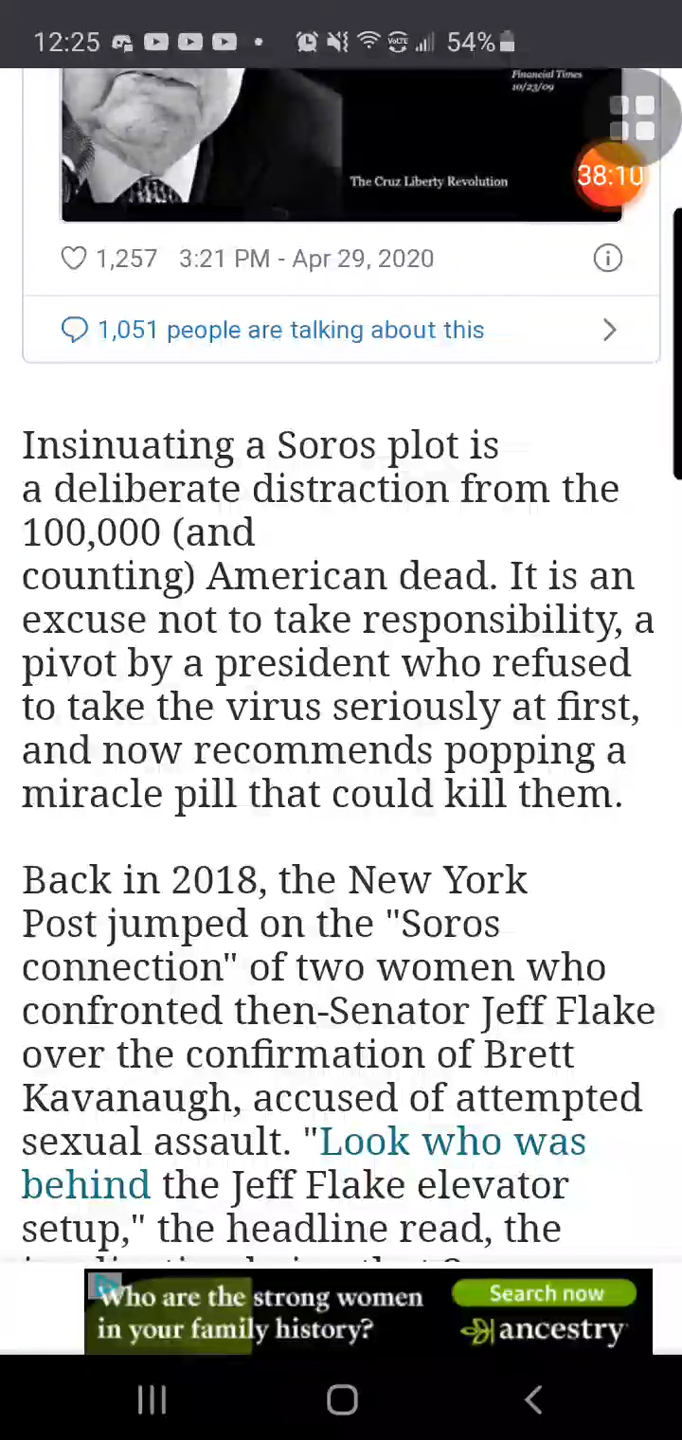 12:25
54%
Financial Times
10/23/09
The Cruz Liberty Revolution
38:10
1,257 3:21 PM - Apr 29, 2020
1,051 people are talking about this
Insinuating a Soros plot is
a deliberate distraction from the
100,000 (and
counting) American dead. It is an
excuse not to take responsibility, a
pivot by a president who refused
to take the virus seriously at first,
and now recommends popping a
miracle pill that could kill them.
Back in 2018, the New York
Post jumped on the "Soros
connection" of two women who
confronted then-Senator Jeff Flake
over the confirmation of Brett
Kavanaugh, accused of attempted
sexual assault. "Look who was
behind the Jeff Flake elevator
setup," the headline read, the
Who are the strong women
in your family history?
Search now
ancestry